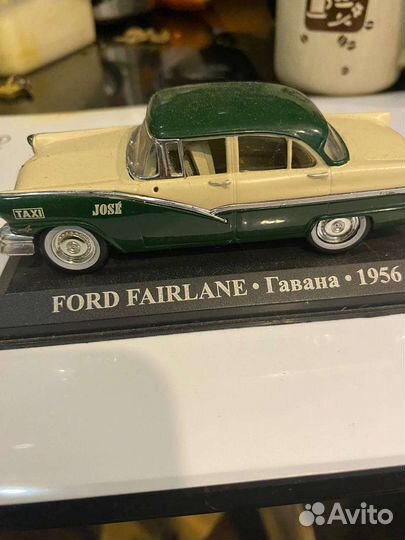 TAXI
JOSÉ
FORD FAIRLANE • Гавана • 1956
Avito